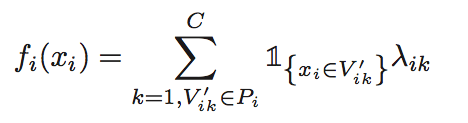 $f_i(x_i) = \sum_{k=1, V'_{ik} \in P_i}^{C} \mathbb{1}_{\{x_i \in V'_{ik}\}} \lambda_{ik}$